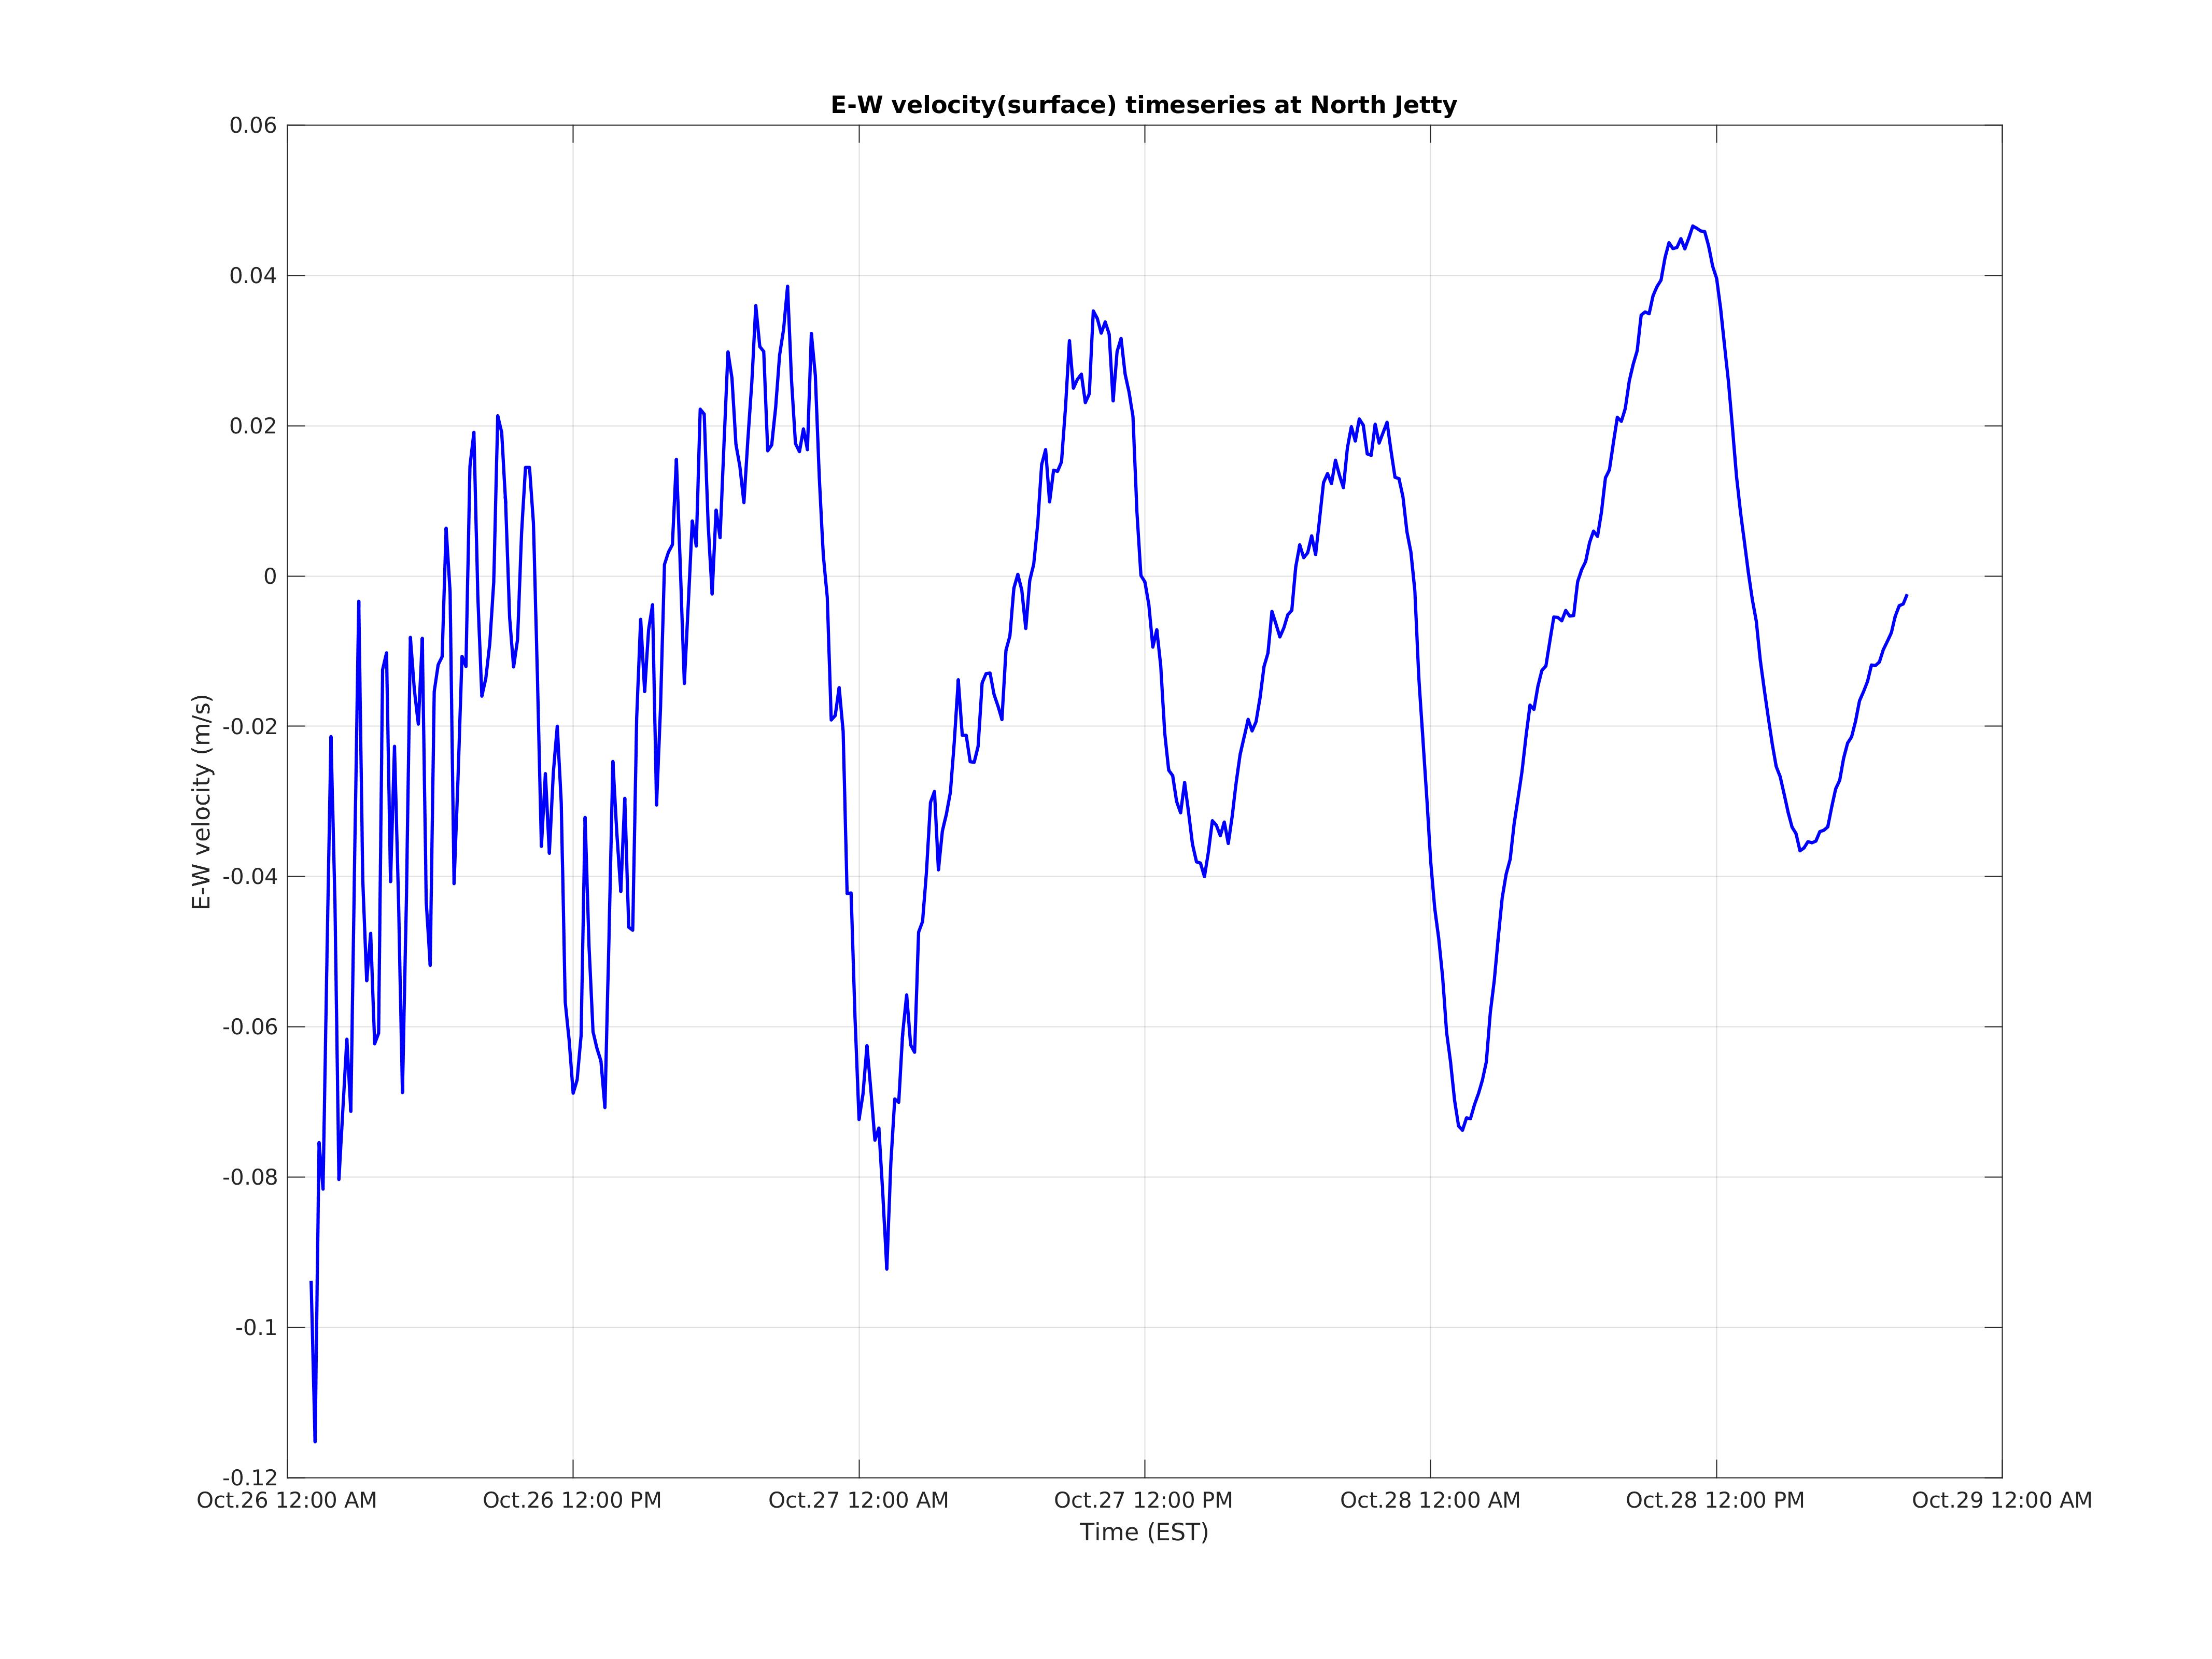 E-W velocity(surface) timeseries at North Jetty
0.06
0.04
0.02
0
-0.02
-0.04
-0.06
-0.08
-0.1
-0.12
E-W velocity (m/s)
Oct.26 12:00 AM Oct.26 12:00 PM Oct.27 12:00 AM Oct.27 12:00 PM Oct.28 12:00 AM Oct.28 12:00 PM Oct.29 12:00 AM
Time (EST)